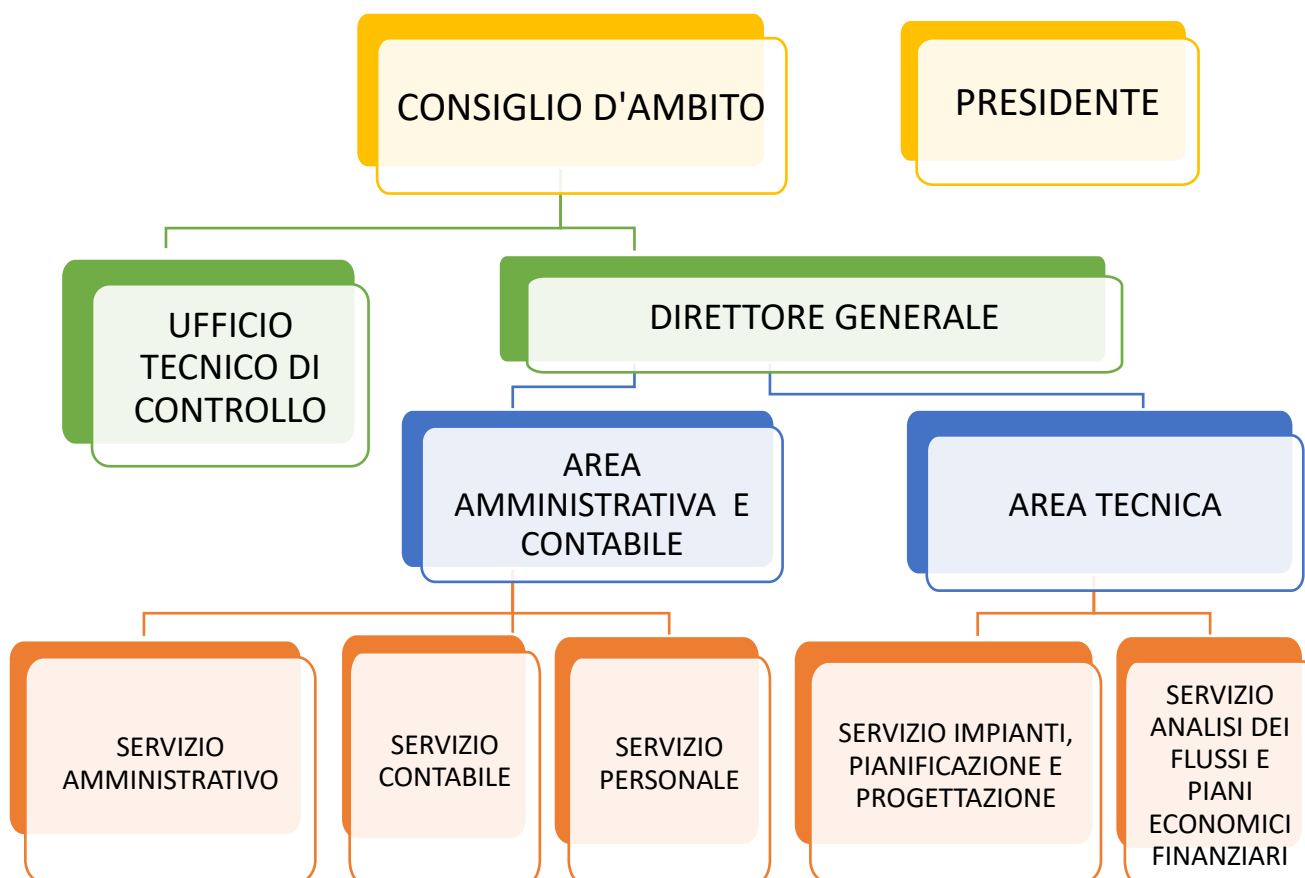 CONSIGLIO D'AMBITO
PRESIDENTE
UFFICIO
TECNICO DI
CONTROLLO
DIRETTORE GENERALE
AREA
AMMINISTRATIVA E
CONTABILE
AREA TECNICA
SERVIZIO
AMMINISTRATIVO
SERVIZIO
CONTABILE
SERVIZIO
PERSONALE
SERVIZIO IMPIANTI,
PIANIFICAZIONE E
PROGETTAZIONE
SERVIZIO
ANALISI DEI
FLUSSI E
PIANI
ECONOMICI
FINANZIARI